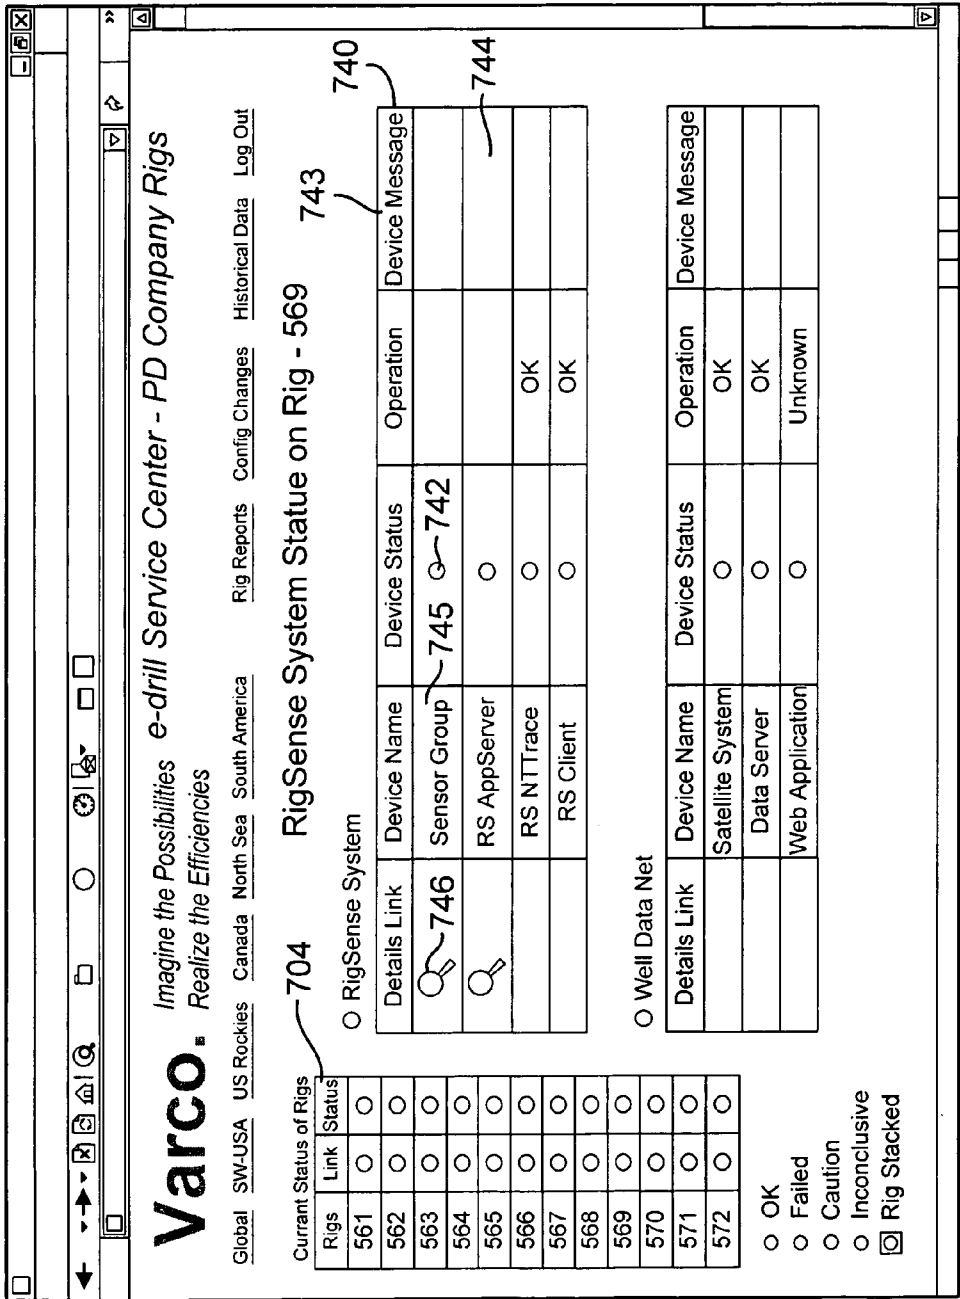 Varco.
Imagine the Possibilities
Realize the Efficiencies
e-drill Service Center - PD Company Rigs
Global SW-USA US Rockies Canada North Sea South America Rig Reports Config Changes Historical Data Log Out
RigSense System Statue on Rig - 569
Currant Status of Rigs
704
Rigs Link Status
561
562
563
564
565
566
567
568
569
570
571
572
OK
Failed
Caution
Inconclusive
Rig Stacked
RigSense System
743
740
Details Link Device Name Device Status Operation Device Message
746 Sensor Group 745 742
RS AppServer 744
RS NTTrace OK
RS Client OK
Well Data Net
Details Link Device Name Device Status Operation Device Message
Satellite System OK
Data Server OK
Web Application Unknown